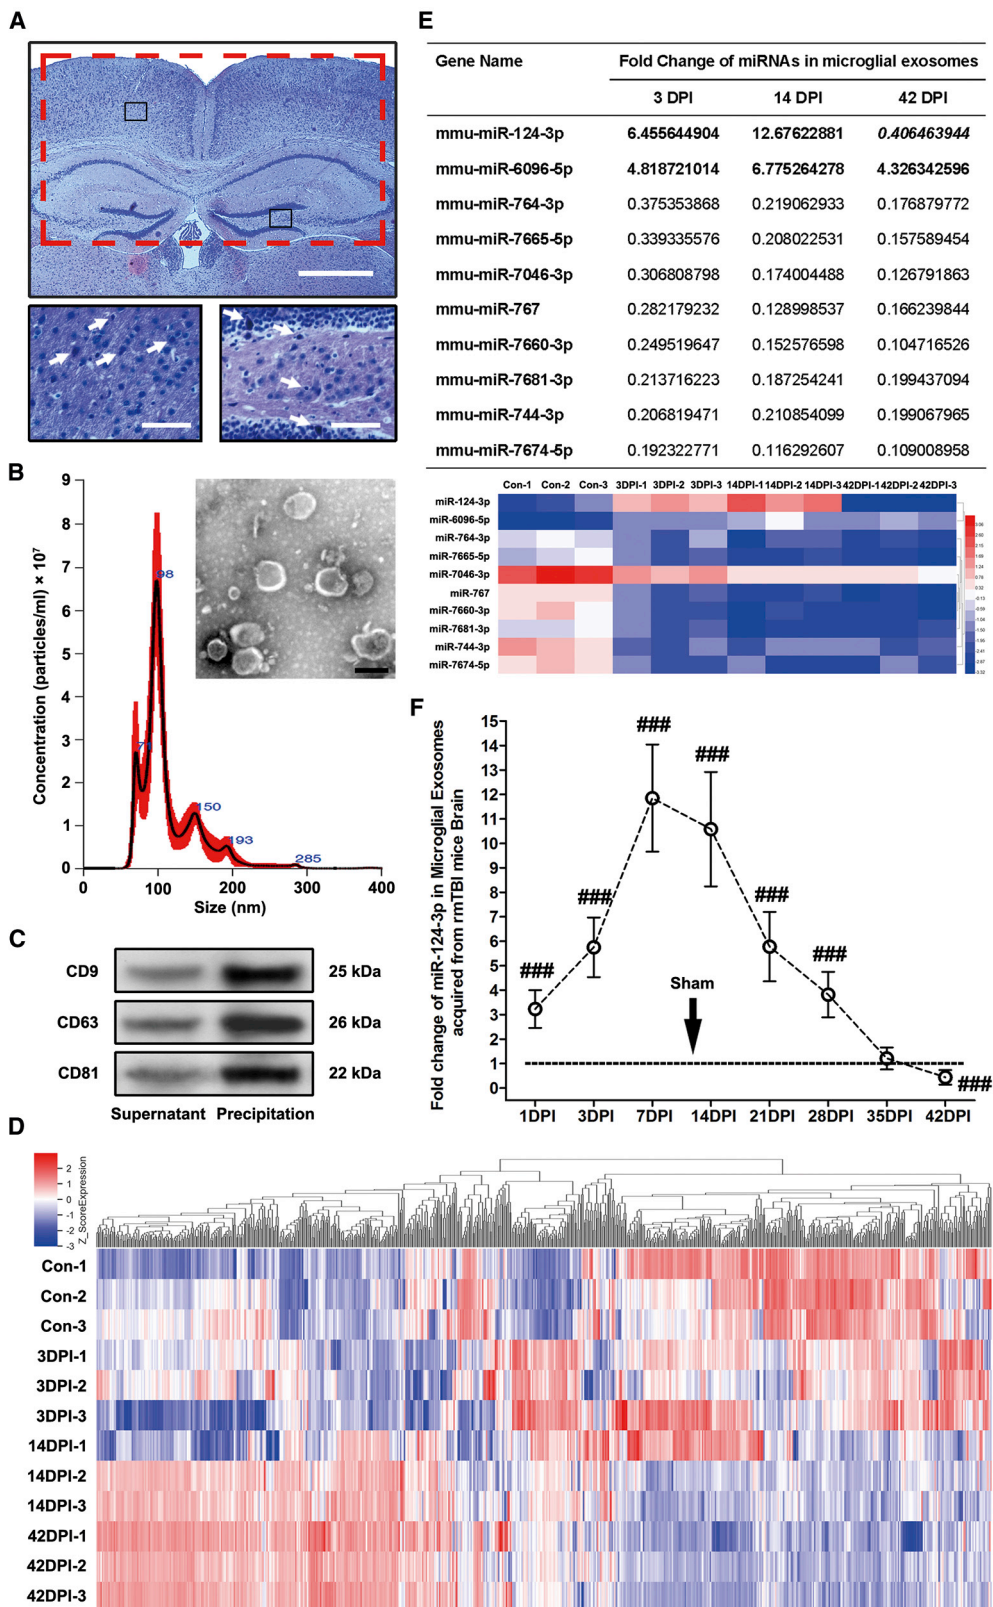 A
B
9
8
7
6
5
4
3
2
1
0
Concentration (particles/ml) × 10⁷
98
150
193
285
0
100
200
300
400
Size (nm)
C
CD9
25 kDa
CD63
26 kDa
CD81
22 kDa
Supernatant
Precipitation
E
Gene Name
Fold Change of miRNAs in microglial exosomes
3 DPI
14 DPI
42 DPI
mmu-miR-124-3p 6.455644904 12.67622881 0.406463944
mmu-miR-6096-5p 4.818721014 6.775264278 4.326342596
mmu-miR-764-3p 0.375353868 0.219062933 0.176879772
mmu-miR-7665-5p 0.339335576 0.208022531 0.157589454
mmu-miR-7046-3p 0.306808798 0.174004488 0.126791863
mmu-miR-767 0.282179232 0.128998537 0.166239844
mmu-miR-7660-3p 0.249519647 0.152576598 0.104716526
mmu-miR-7681-3p 0.213716223 0.187254241 0.199437094
mmu-miR-744-3p 0.206819471 0.210854099 0.199067965
mmu-miR-7674-5p 0.192322771 0.116292607 0.109008958
Con-1 Con-2 Con-3 3DPI-1 3DPI-2 3DPI-3 14DPI-1 14DPI-2 14DPI-3 42DPI-1 42DPI-2 42DPI-3
miR-124-3p
miR-6096-5p
miR-764-3p
miR-7665-5p
miR-7046-3p
miR-767
miR-7660-3p
miR-7681-3p
miR-744-3p
miR-7674-5p
F
15
14
13
12
11
10
9
8
7
6
5
4
3
2
1
0
Fold change of miR-124-3p in Microglial Exosomes
acquired from rmTBI mice Brain
###
###
###
###
###
###
###
Sham
1DPI
3DPI
7DPI
14DPI
21DPI
28DPI
35DPI
42DPI
D
2
1
0
-1
-2
-3
Z_ScoreExpression
Con-1
Con-2
Con-3
3DPI-1
3DPI-2
3DPI-3
14DPI-1
14DPI-2
14DPI-3
42DPI-1
42DPI-2
42DPI-3